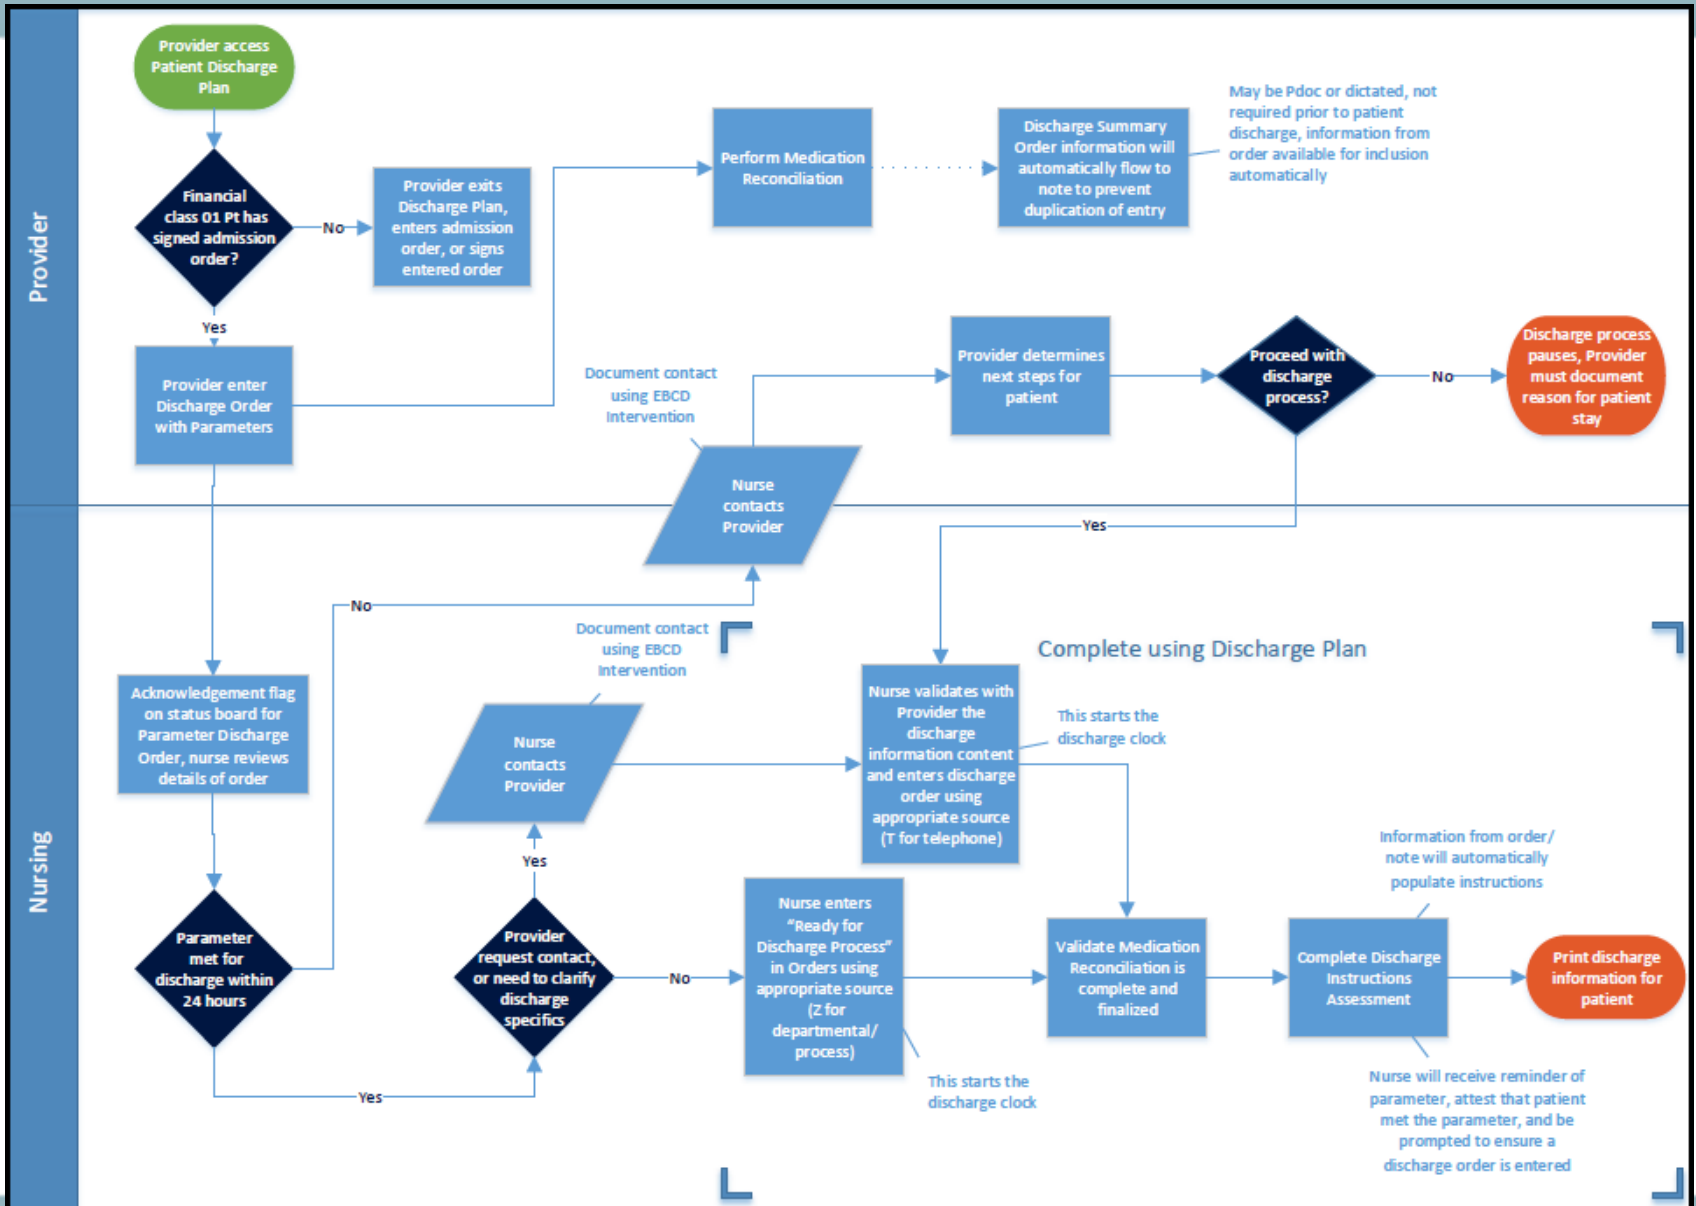 Provider
Provider access
Patient Discharge
Plan
Financial
class 01 Pt has
signed admission
order?
No
Provider exits
Discharge Plan,
enters admission
order, or signs
entered order
Yes
Provider enter
Discharge Order
with Parameters
Perform Medication
Reconciliation
Discharge Summary
Order information will
automatically flow to
note to prevent
duplication of entry
May be Pdoc or dictated, not
required prior to patient
discharge, information from
order available for inclusion
automatically
Document contact
using EBCD
Intervention
Nurse
contacts
Provider
Provider determines
next steps for
patient
Proceed with
discharge
process?
No
Discharge process
pauses, Provider
must document
reason for patient
stay
Yes
Nursing
Acknowledgement flag
on status board for
Parameter Discharge
Order, nurse reviews
details of order
Parameter
met for
discharge within
24 hours
No
Yes
Document contact
using EBCD
Intervention
Nurse
contacts
Provider
Yes
Provider
request contact,
or need to clarify
discharge
specifics
No
Complete using Discharge Plan
Nurse validates with
Provider the
discharge
information content
and enters discharge
order using
appropriate source
(T for telephone)
This starts the
discharge clock
Nurse enters
“Ready for
Discharge Process”
in Orders using
appropriate source
(Z for
departmental/
process)
This starts the
discharge clock
Validate Medication
Reconciliation is
complete and
finalized
Information from order/
note will automatically
populate instructions
Complete Discharge
Instructions
Assessment
Nurse will receive reminder of
parameter, attest that patient
met the parameter, and be
prompted to ensure a
discharge order is entered
Print discharge
information for
patient